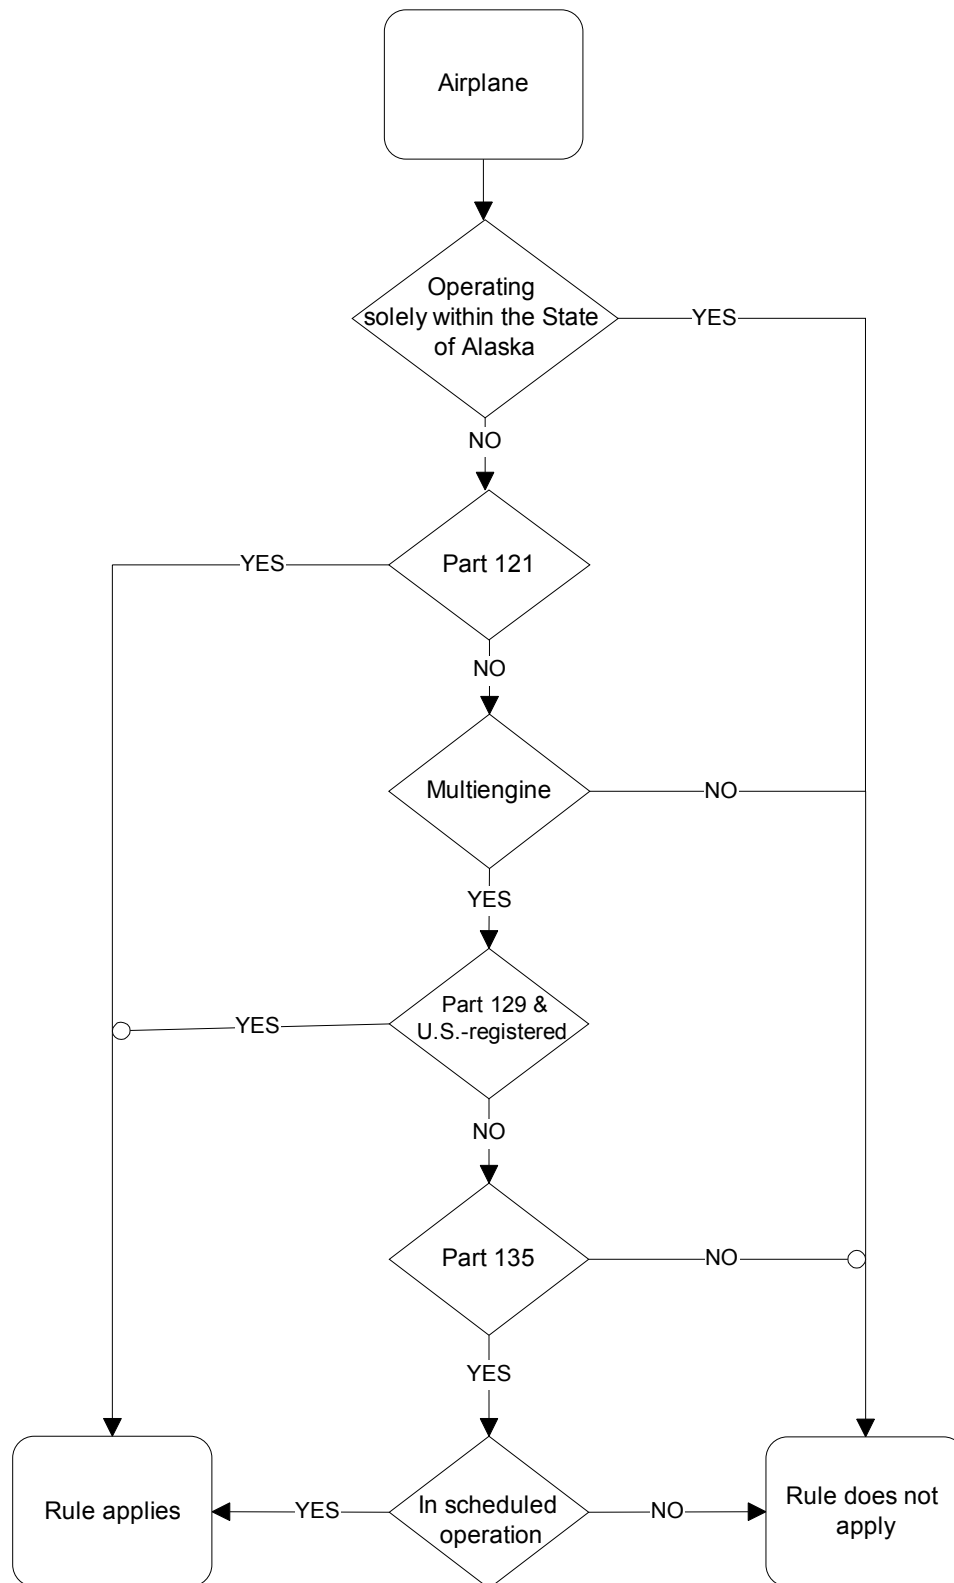 Airplane
Operating
solely within the State
of Alaska
YES
NO
Part 121
YES
NO
Multiengine
NO
YES
Part 129 &
U.S.-registered
YES
NO
Part 135
NO
YES
Rule applies
YES
In scheduled
operation
NO
Rule does not
apply